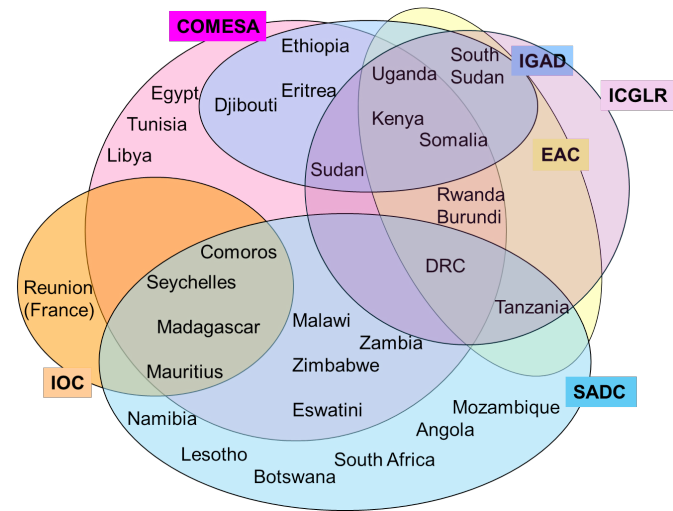 COMESA
Ethiopia
South
Sudan
IGAD
Uganda
ICGLR
Egypt
Eritrea
Djibouti
Tunisia
Kenya
Somalia
Libya
EAC
Sudan
Rwanda
Burundi
Comoros
DRC
Reunion
(France)
Seychelles
Tanzania
Madagascar
Malawi
Zambia
Zimbabwe
Mauritius
IOC
SADC
Eswatini
Mozambique
Namibia
Angola
Lesotho
South Africa
Botswana